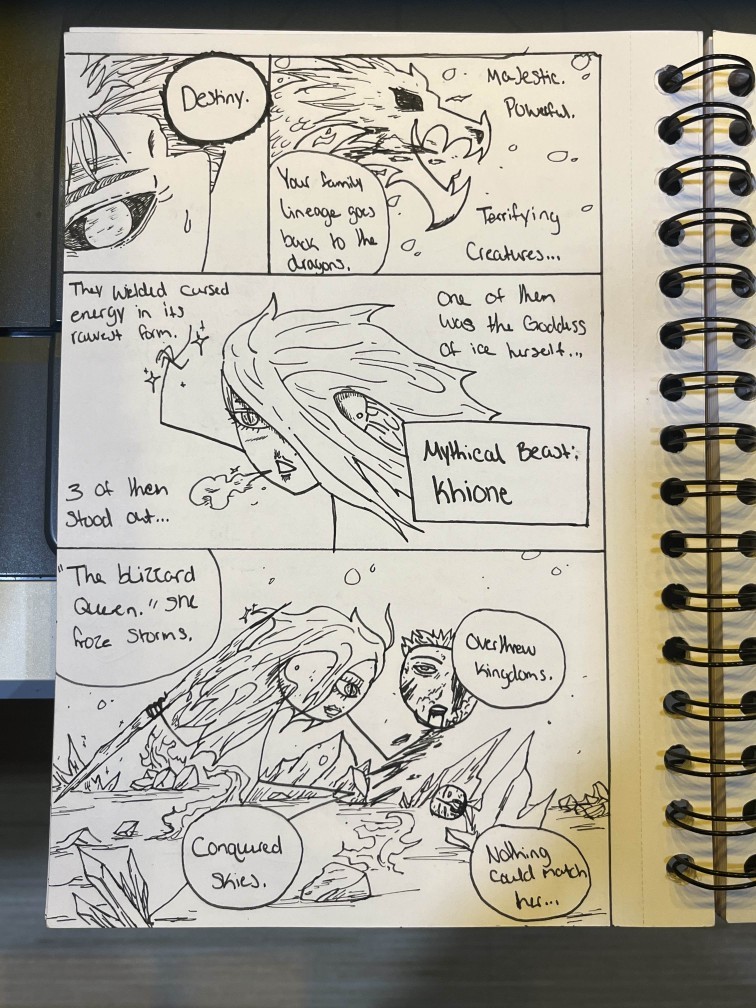 Destiny.
Majestic.
Powerful.
Your family
lineage goes
back to the
dragons.
Terrifying
Creatures...
They wielded cursed
energy in its
rawest form.
One of them
was the Goddess
of ice herself...
3 of them
stood out...
Mythical Beast:
Khione
"The blizzard
Queen." She
froze storms.
Overthrew
kingdoms.
Conquered
skies.
Nothing
could match
her...